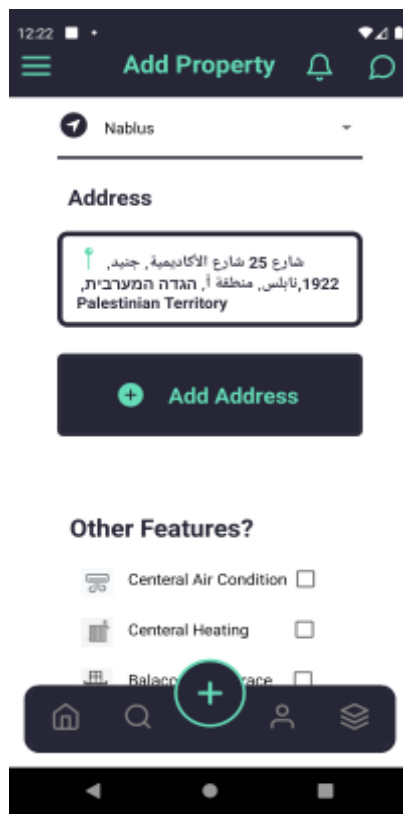 12:22
Add Property
Nablus
Address
شارع 25 شارع الأكاديمية, جنيد,
1922,نابلس, منطقة أ, הגדה המערבית,
Palestinian Territory
Add Address
Other Features?
Centeral Air Condition
Centeral Heating